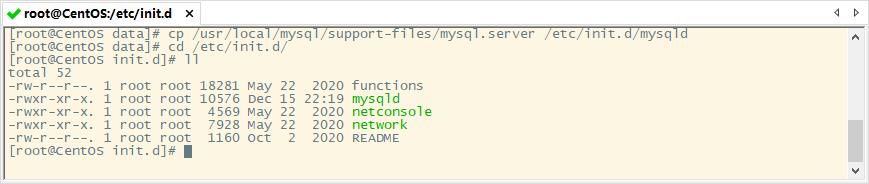 root@CentOS:/etc/init.d
[root@CentOS data]# cp /usr/local/mysql/support-files/mysql.server /etc/init.d/mysqld
[root@CentOS data]# cd /etc/init.d/
[root@CentOS init.d]# ll
total 52
-rw-r--r--. 1 root root 18281 May 22  2020 functions
-rwxr-xr-x. 1 root root 10576 Dec 15 22:19 mysqld
-rwxr-xr-x. 1 root root  4569 May 22  2020 netconsole
-rwxr-xr-x. 1 root root  7928 May 22  2020 network
-rw-r--r--. 1 root root  1160 Oct  2  2020 README
[root@CentOS init.d]#